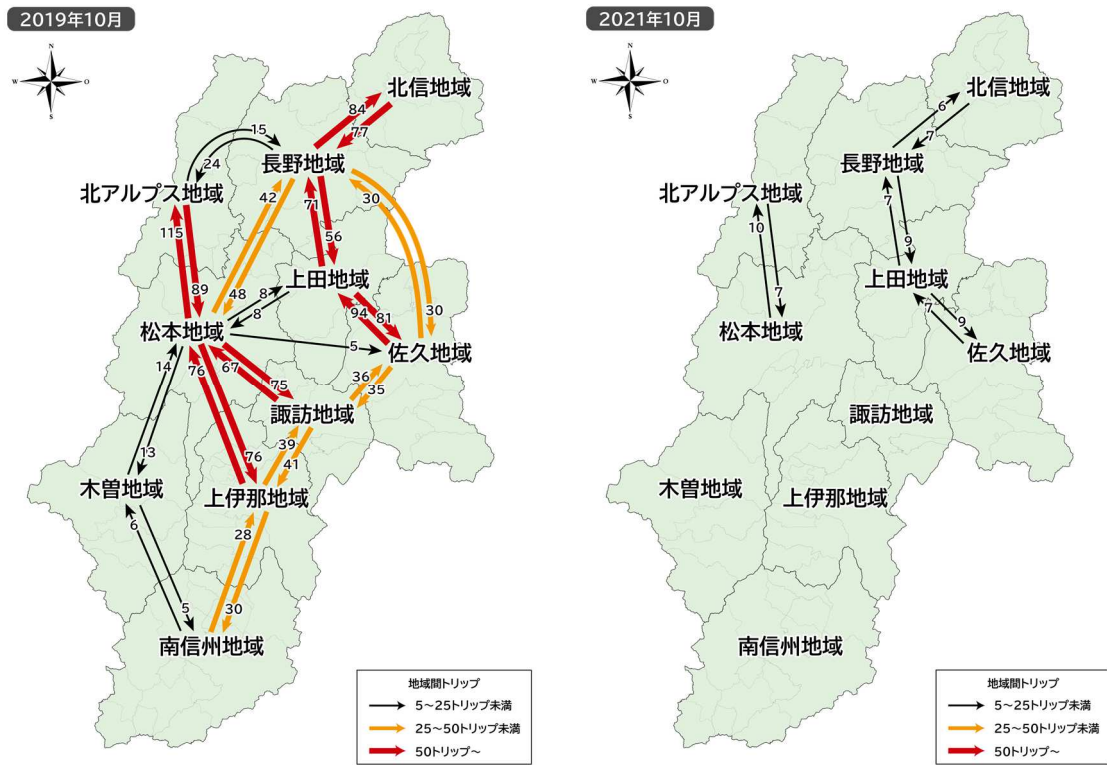 2019年10月
N
W
O
S
北信地域
84
77
15
24
長野地域
北アルプス地域
42
71
30
115
56
89
48
上田地域
8
8
30
94
81
松本地域
5
佐久地域
14
76
67
75
36
35
諏訪地域
13
76
39
41
木曽地域
上伊那地域
6
28
5
30
南信州地域
地域間トリップ
5~25トリップ未満
25~50トリップ未満
50トリップ~
2021年10月
N
W
O
S
北信地域
6
7
長野地域
北アルプス地域
7
10
9
上田地域
7
7
9
松本地域
佐久地域
諏訪地域
木曽地域
上伊那地域
南信州地域
地域間トリップ
5~25トリップ未満
25~50トリップ未満
50トリップ~